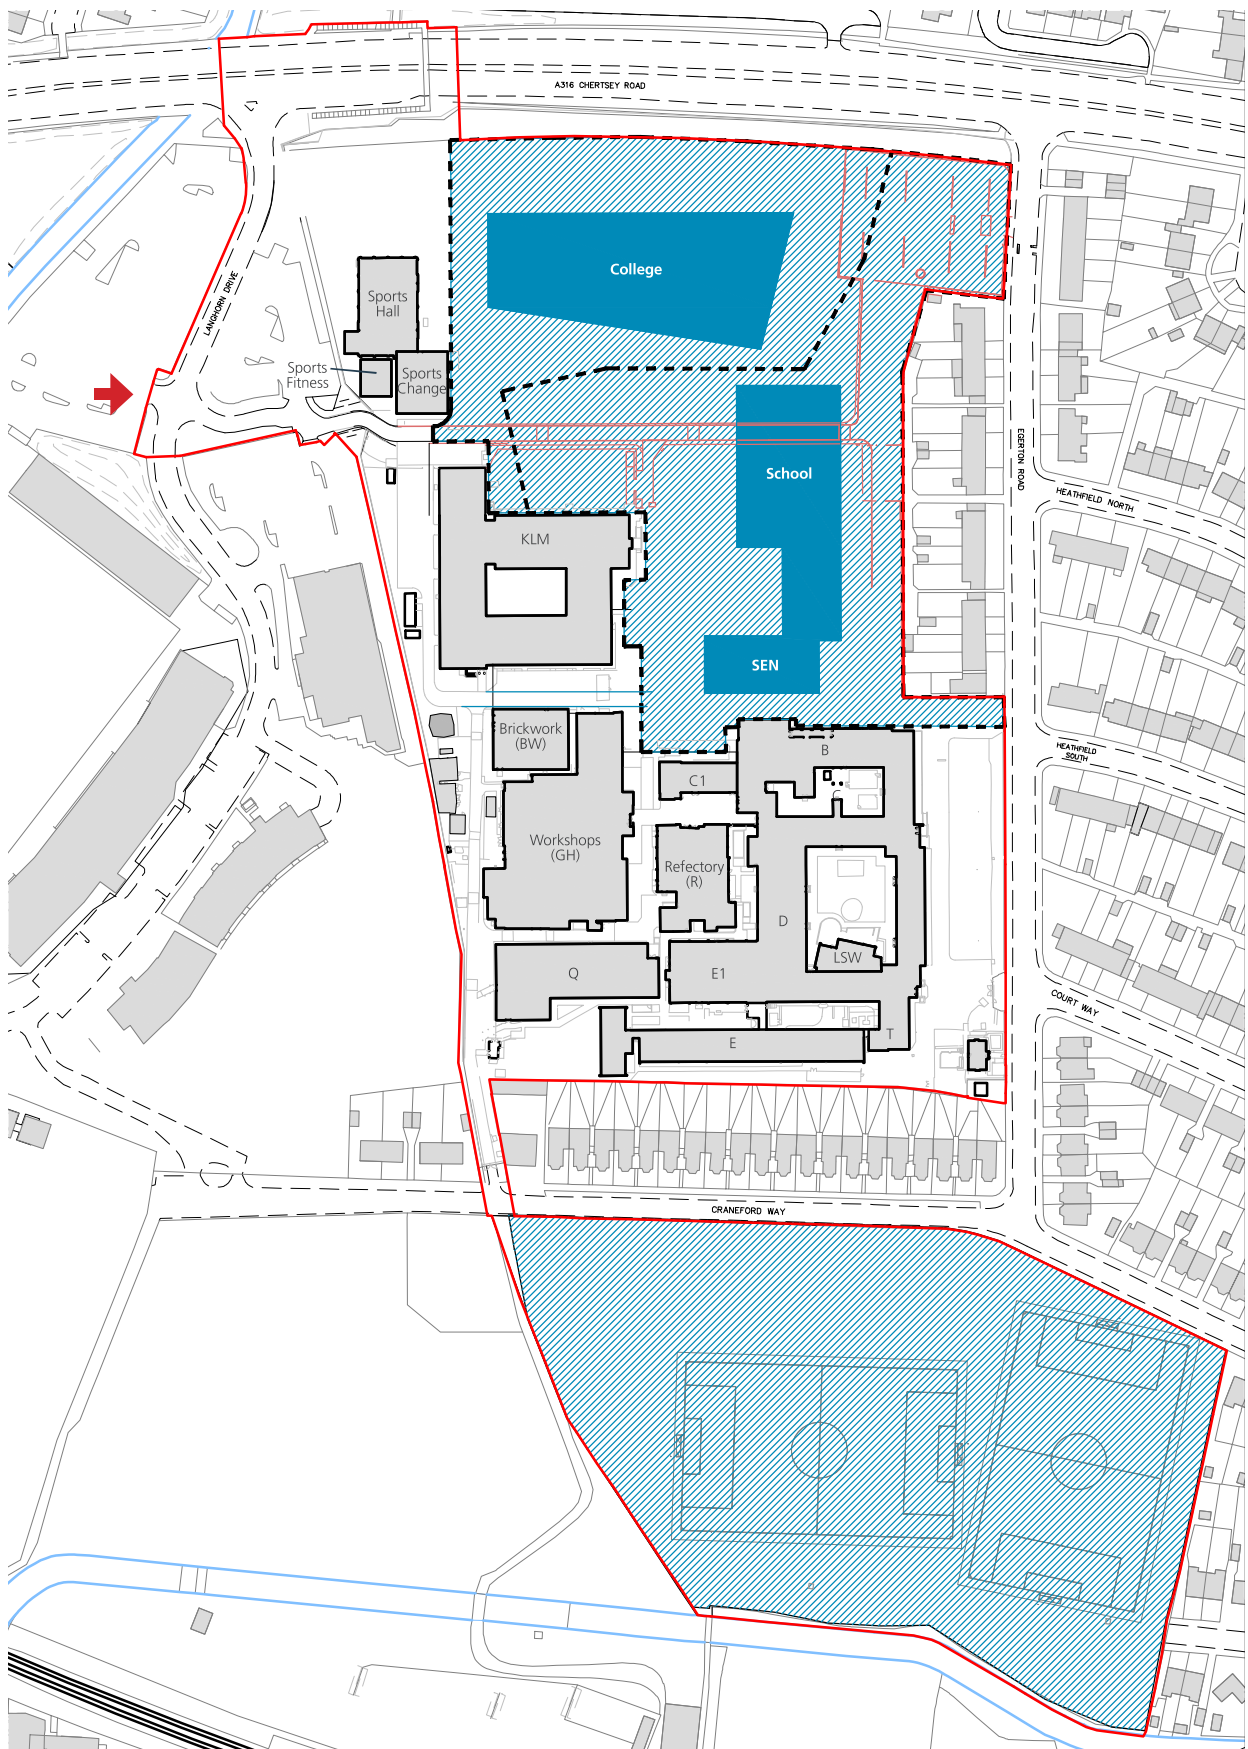 A316 CHERTSEY ROAD
College
LANGHORN DRIVE
Sports
Hall
Sports
Fitness
Sports
Change
School
EGERTON ROAD
HEATHFIELD NORTH
KLM
SEN
Brickwork
(BW)
B
HEATHFIELD
SOUTH
C1
C
Workshops
(GH)
Refectory
(R)
D
LSW
Q
E1
COURT WAY
T
E
CRANEFORD WAY